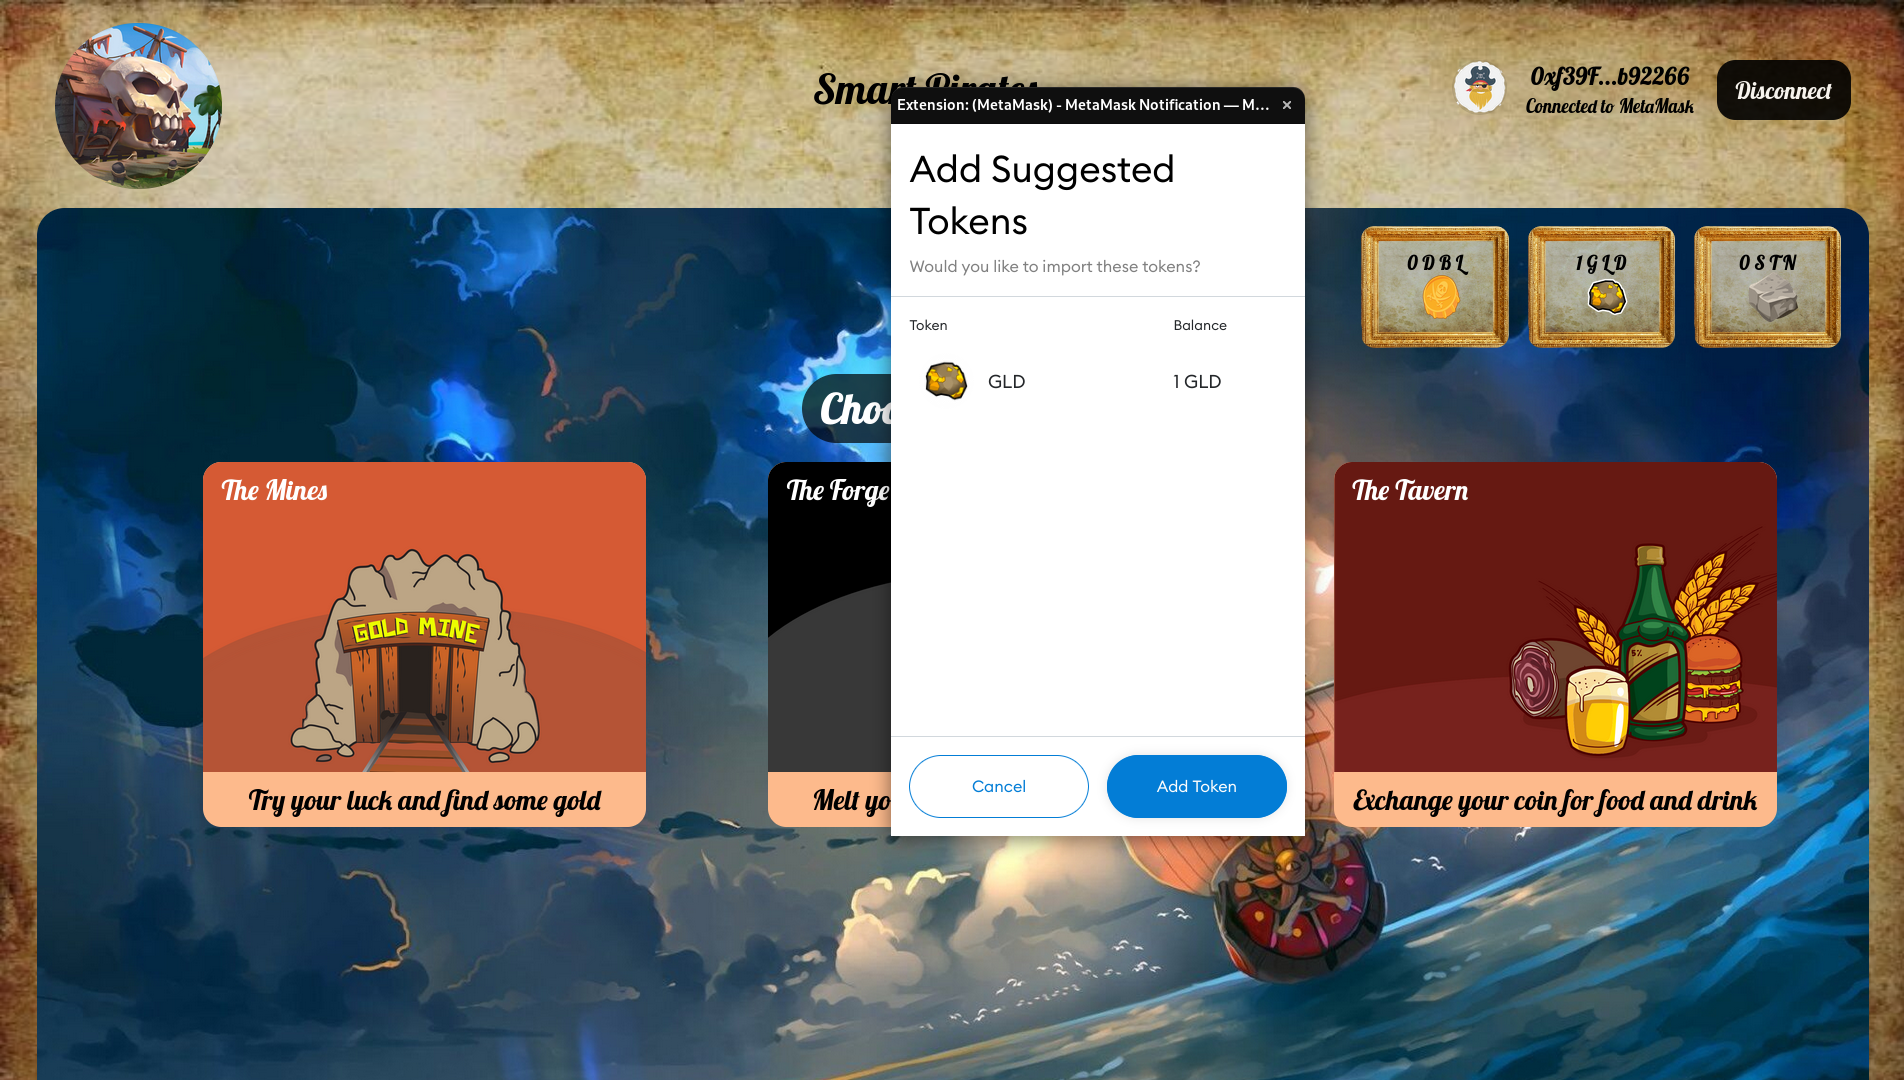 Smart Pirates
0xf39F...b92266
Connected to MetaMask
Disconnect
Extension: (MetaMask) - MetaMask Notification — M...
Add Suggested
Tokens
Would you like to import these tokens?
Token Balance
GLD 1 GLD
Cancel Add Token
0 DBL
1 GLD
0 STN
The Mines
GOLD MINE
Try your luck and find some gold
The Forge
The Tavern
5%
Exchange your coin for food and drink